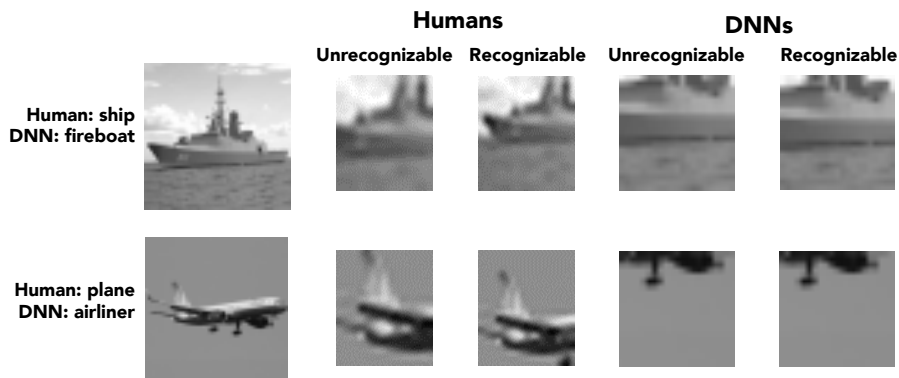 Humans
DNNs
Unrecognizable Recognizable Unrecognizable Recognizable
Human: ship
DNN: fireboat
Human: plane
DNN: airliner